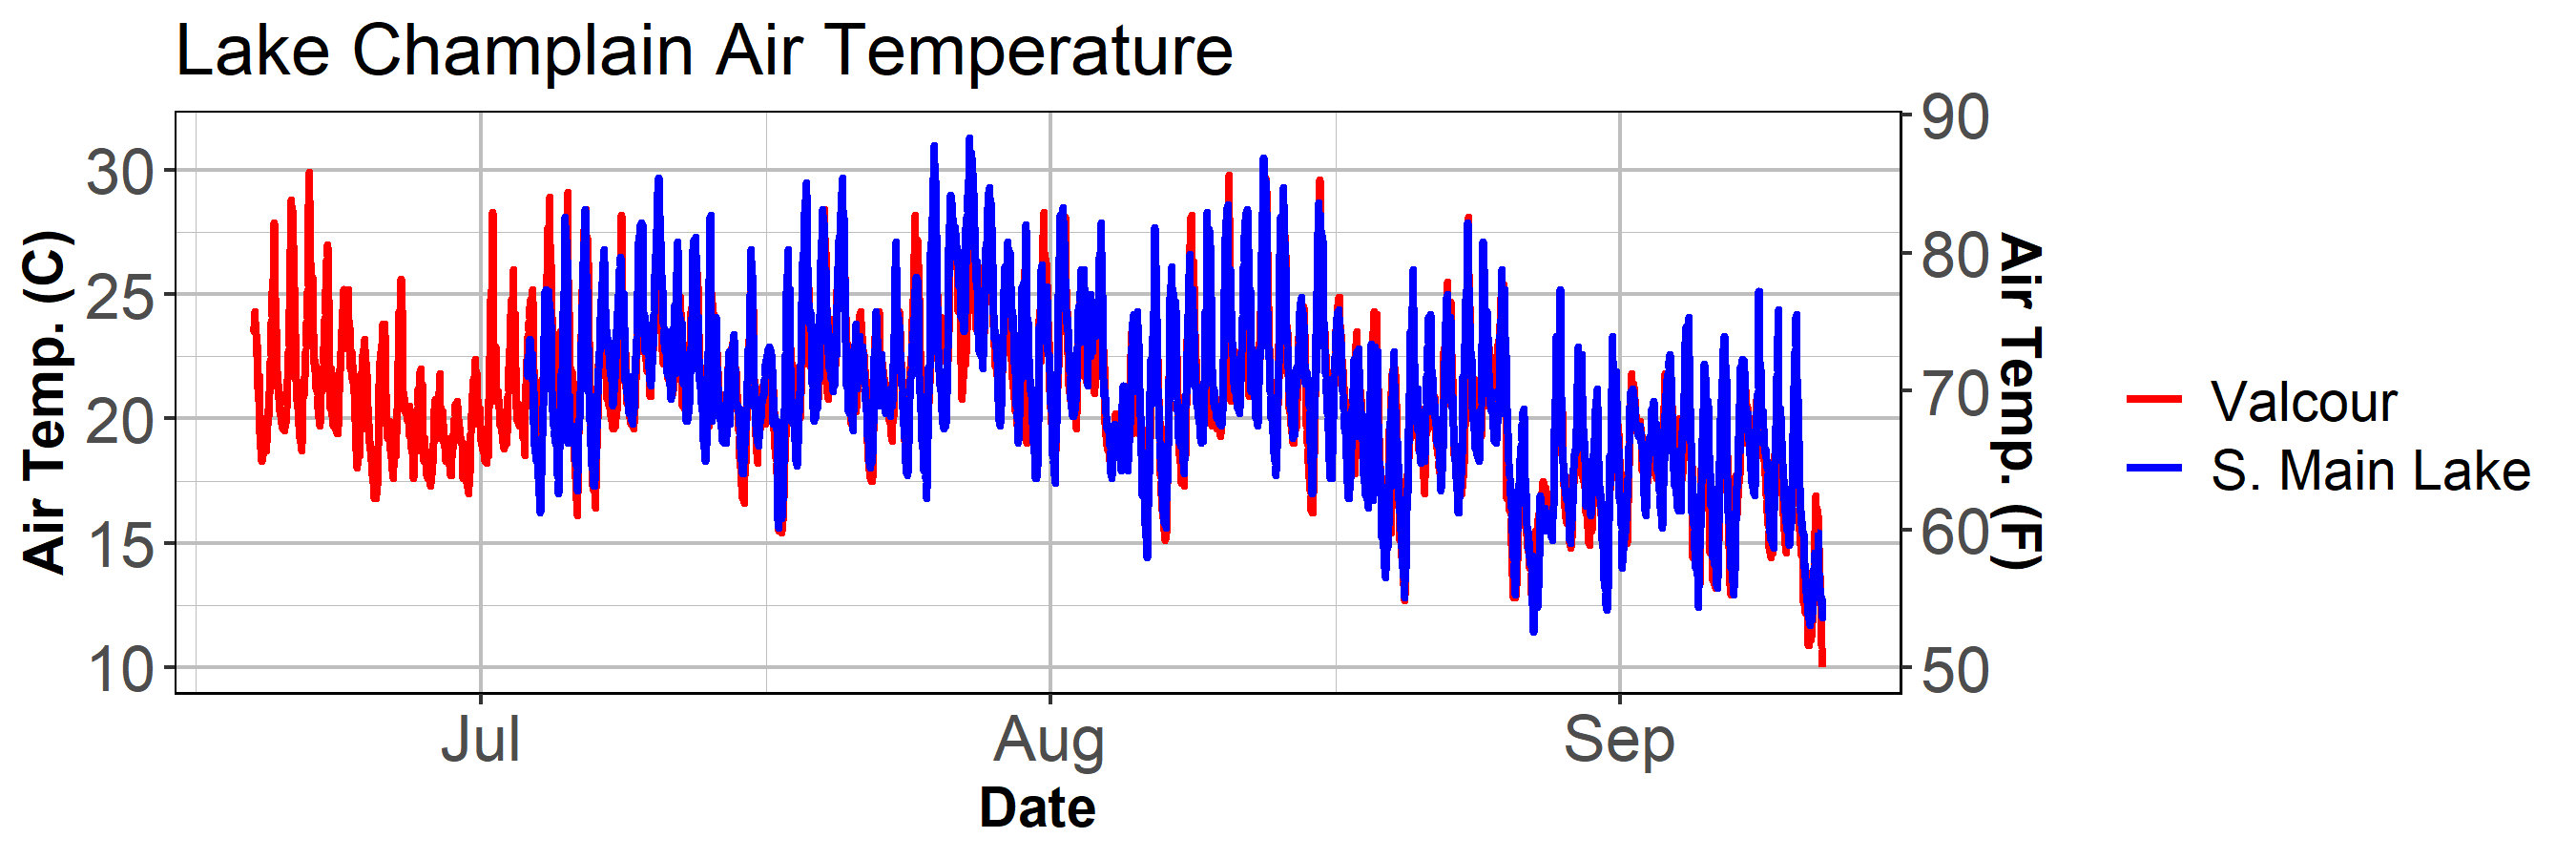 Lake Champlain Air Temperature
Air Temp. (C)
30
25
20
15
10
90
80
70
60
50
Air Temp. (F)
Jul
Aug
Sep
Date
Valcour
S. Main Lake